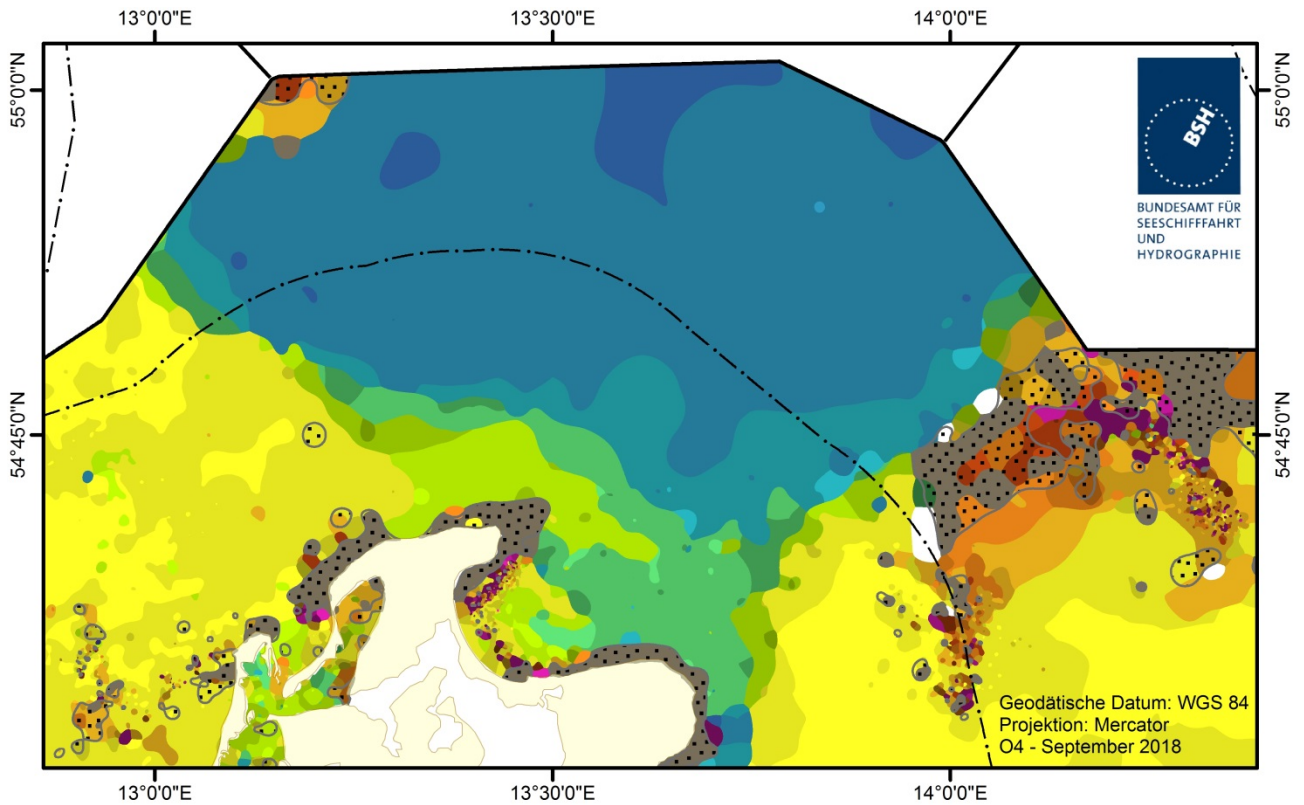 13°0'0"E 13°30'0"E 14°0'0"E
55°0'0"N 55°0'0"N
BSH
BUNDESAMT FÜR
SEESCHIFFFAHRT
UND
HYDROGRAPHIE
54°45'0"N 54°45'0"N
Geodätische Datum: WGS 84
Projektion: Mercator
O4 - September 2018
13°0'0"E 13°30'0"E 14°0'0"E